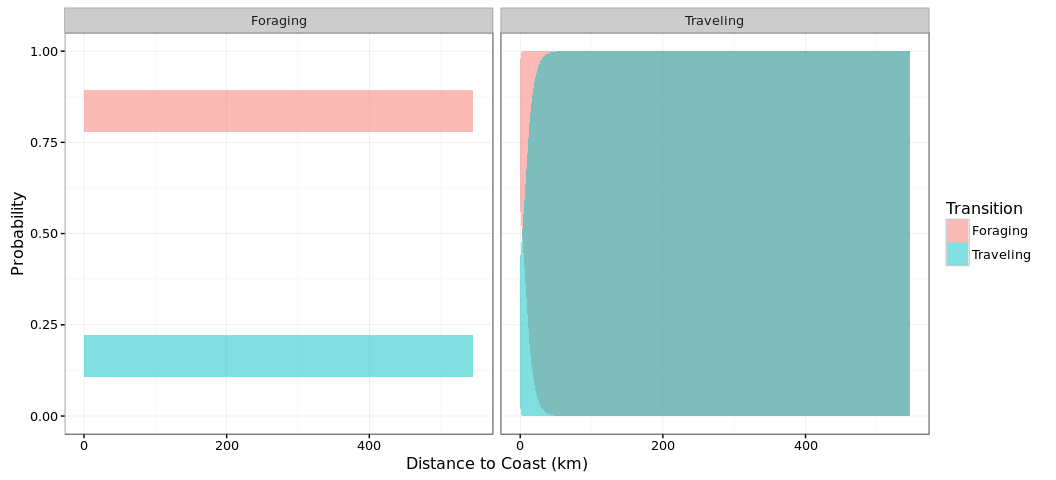 Foraging Traveling
1.00
0.75
0.50
0.25
0.00
Probability
0 200 400 0 200 400
Distance to Coast (km)
Transition
Foraging
Traveling